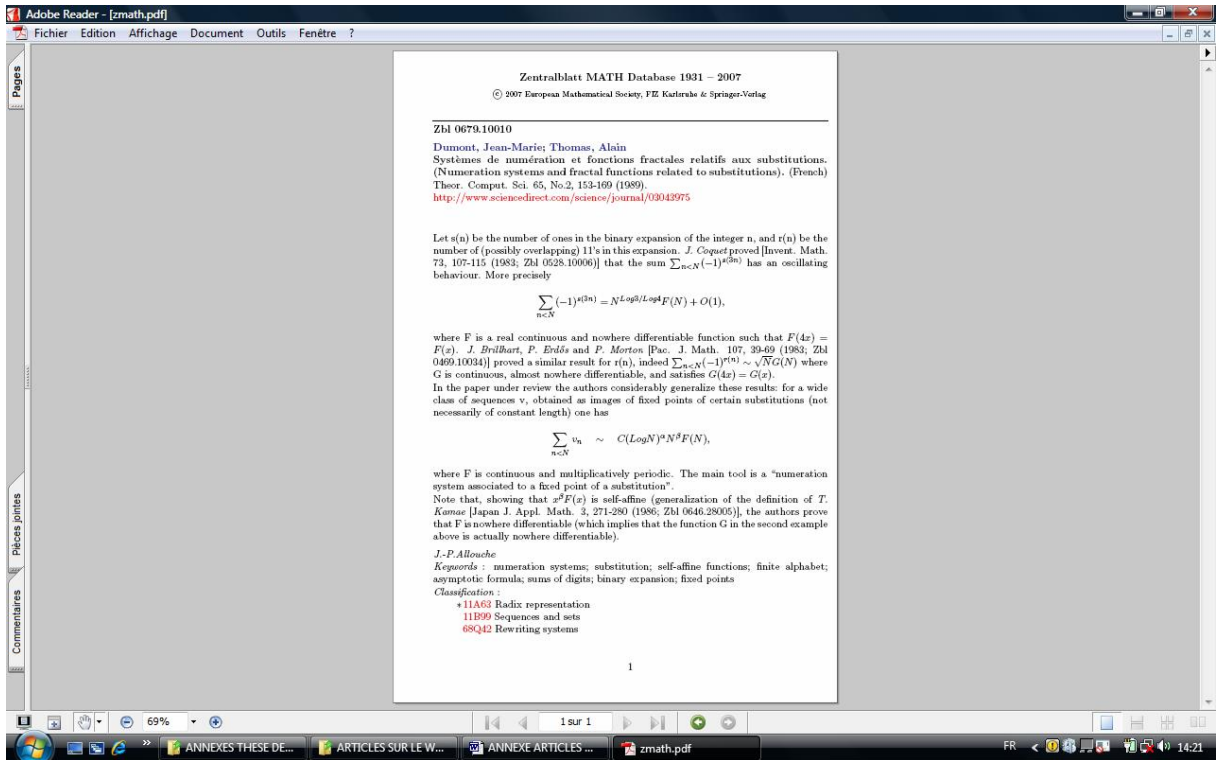 Adobe Reader - [zmath.pdf]
Fichier Edition Affichage Document Outils Fenêtre ?
Pages
Pièces jointes
Commentaires
Zentralblatt MATH Database 1931 – 2007
© 2007 European Mathematical Society, FIZ Karlsruhe & Springer-Verlag
Zbl 0679.10010
Dumont, Jean-Marie; Thomas, Alain
Systèmes de numération et fonctions fractales relatifs aux substitutions.
(Numeration systems and fractal functions related to substitutions). (French)
Theor. Comput. Sci. 65, No.2, 153-169 (1989).
http://www.sciencedirect.com/science/journal/03043975
Let s(n) be the number of ones in the binary expansion of the integer n, and r(n) be the
number of (possibly overlapping) 11's in this expansion. J. Coquet proved [Invent. Math.
73, 107-115 (1983; Zbl 0528.10006)] that the sum ∑_{n<N}(−1)^{s(3n)} has an oscillating
behaviour. More precisely
∑_{n<N} (−1)^{s(3n)} = N^{Log3/Log4} F(N) + O(1),
where F is a real continuous and nowhere differentiable function such that F(4x) =
F(x). J. Brillhart, P. Erdős and P. Morton [Pac. J. Math. 107, 39-69 (1983; Zbl
0469.10034)] proved a similar result for r(n), indeed ∑_{n<N}(−1)^{r(n)} ∼ √N G(N) where
G is continuous, almost nowhere differentiable, and satisfies G(4x) = G(x).
In the paper under review the authors considerably generalize these results: for a wide
class of sequences v, obtained as images of fixed points of certain substitutions (not
necessarily of constant length) one has
∑_{n<N} v_n ∼ C(LogN)^α N^β F(N),
where F is continuous and multiplicatively periodic. The main tool is a “numeration
system associated to a fixed point of a substitution”.
Note that, showing that x^β F(x) is self-affine (generalization of the definition of T.
Kamae [Japan J. Appl. Math. 3, 271-280 (1986; Zbl 0646.28005)], the authors prove
that F is nowhere differentiable (which implies that the function G in the second example
above is actually nowhere differentiable).
J.-P.Allouche
Keywords : numeration systems; substitution; self-affine functions; finite alphabet;
asymptotic formula; sums of digits; binary expansion; fixed points
Classification :
*11A63 Radix representation
11B99 Sequences and sets
68Q42 Rewriting systems
1
69% 1 sur 1
ANNEXES THESE DE... ARTICLES SUR LE W... ANNEXE ARTICLES ... zmath.pdf FR 14:21